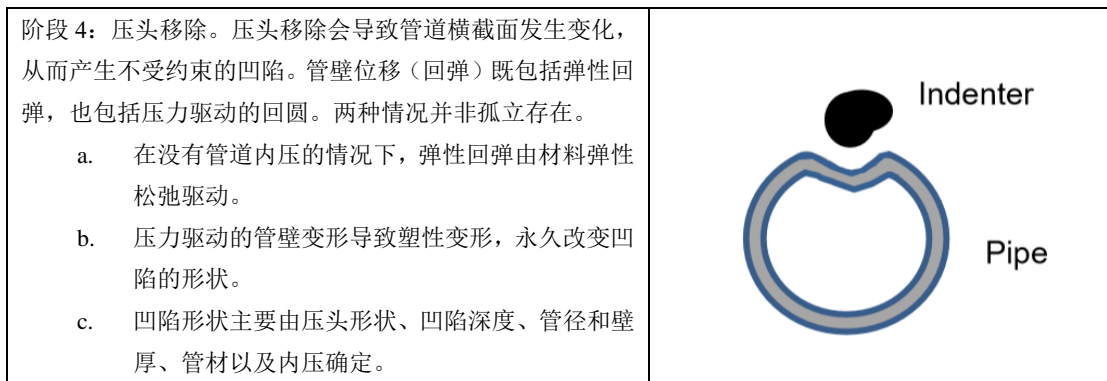 阶段 4：压头移除。压头移除会导致管道横截面发生变化，
从而产生不受约束的凹陷。管壁位移（回弹）既包括弹性回
弹，也包括压力驱动的回圆。两种情况并非孤立存在。
a. 在没有管道内压的情况下，弹性回弹由材料弹性
松弛驱动。
b. 压力驱动的管壁变形导致塑性变形，永久改变凹
陷的形状。
c. 凹陷形状主要由压头形状、凹陷深度、管径和壁
厚、管材以及内压确定。
Indenter
Pipe